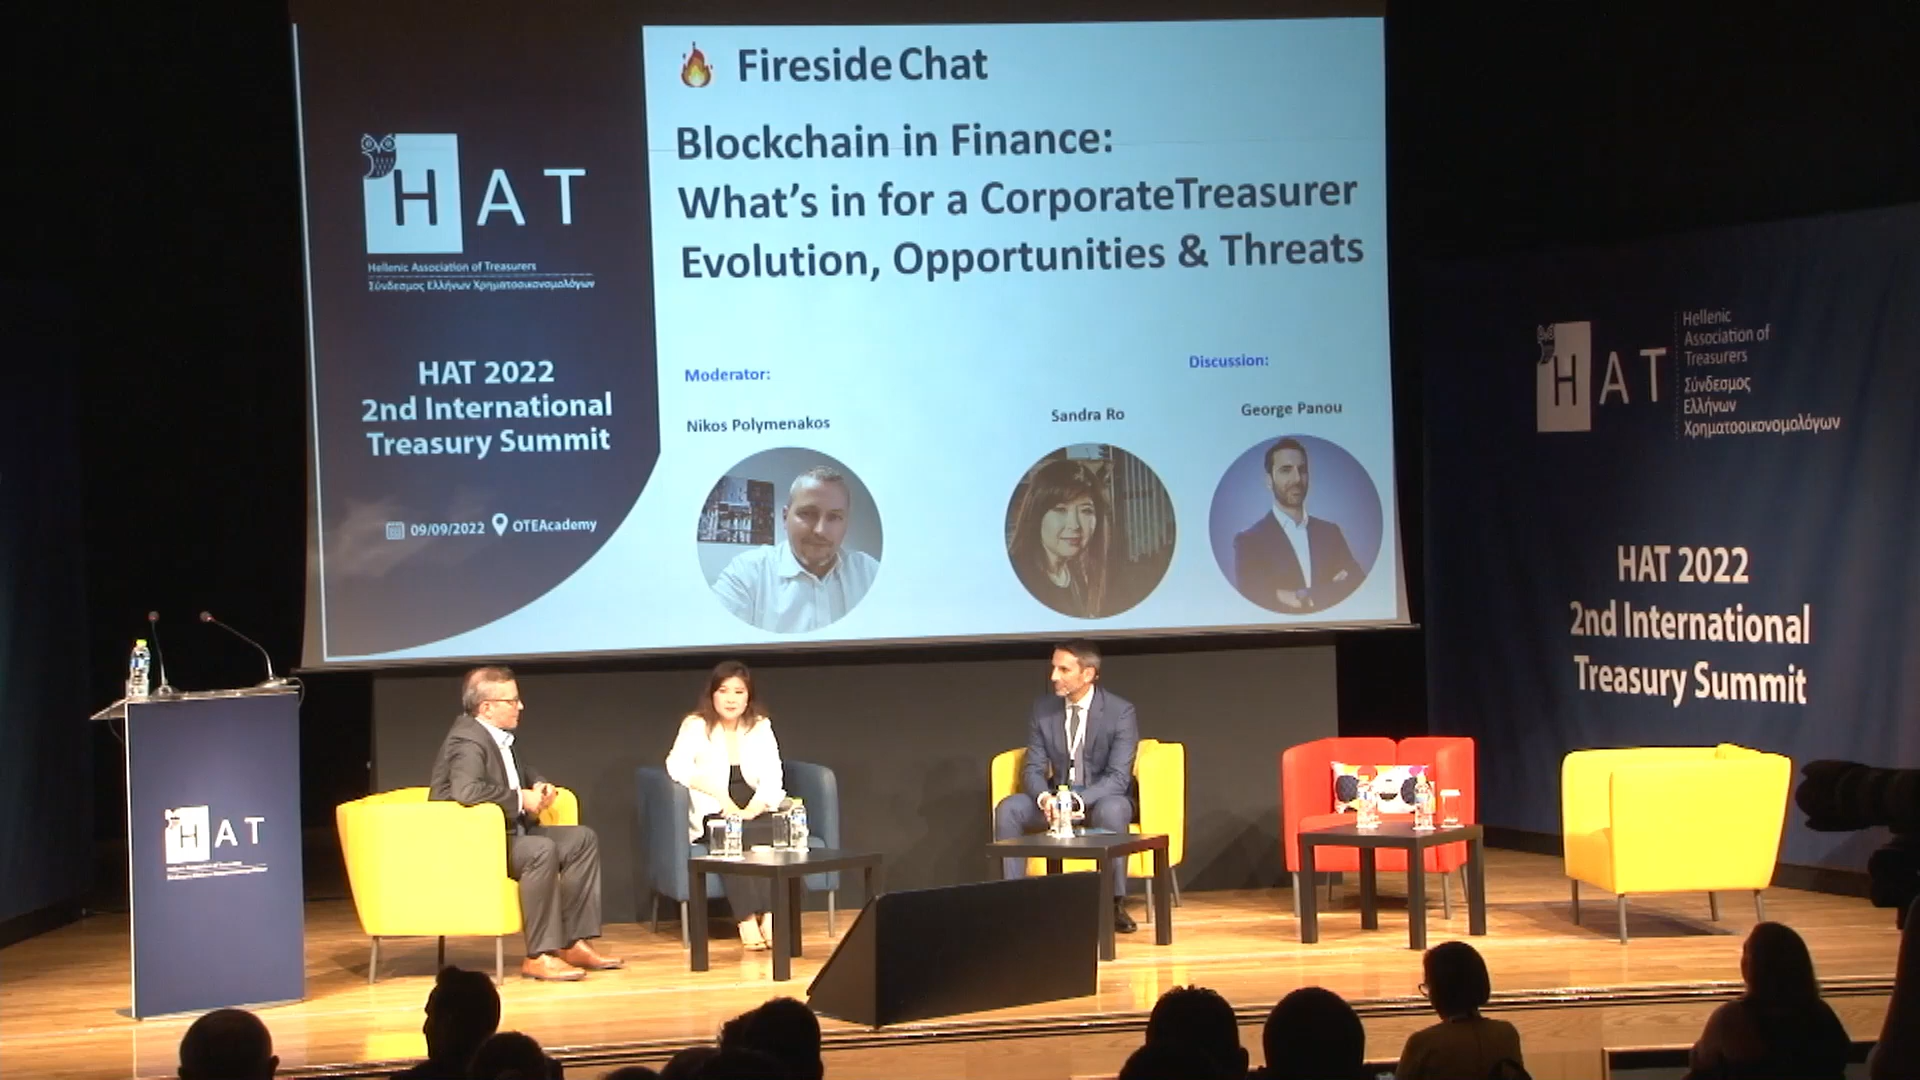 Fireside Chat
Blockchain in Finance:
What's in for a Corporate Treasurer
Evolution, Opportunities & Threats
HAT
Hellenic Association of Treasurers
Σύνδεσμος Ελλήνων Χρηματοοικονομολόγων
HAT 2022
2nd International
Treasury Summit
09/09/2022 OTEAcademy
Moderator:
Nikos Polymenakos
Discussion:
Sandra Ro
George Panou
HAT
Hellenic
Association of
Treasurers
Σύνδεσμος
Ελλήνων
Χρηματοοικονομολόγων
HAT 2022
2nd International
Treasury Summit
HAT